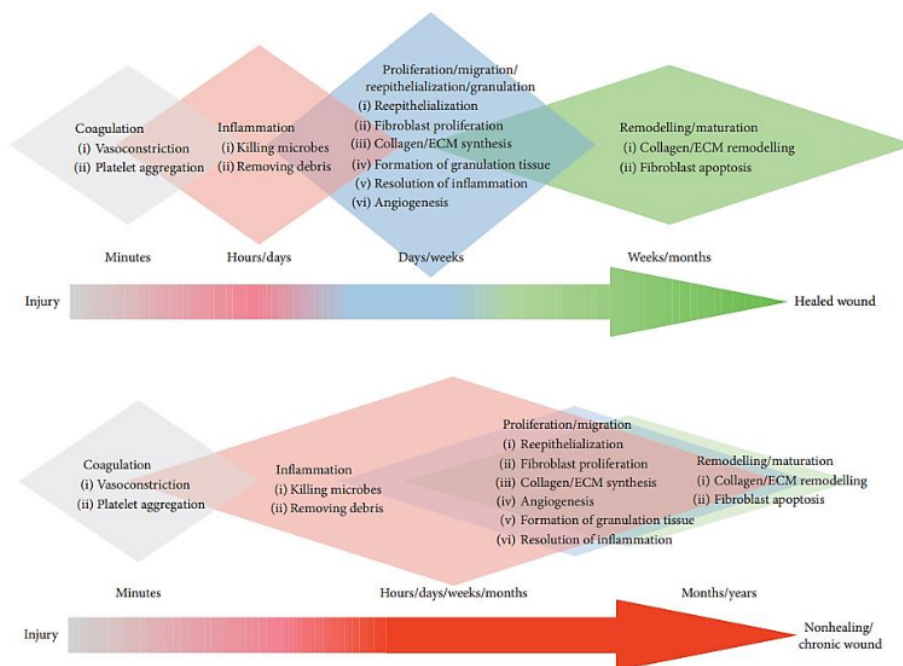 Coagulation
(i) Vasoconstriction
(ii) Platelet aggregation
Inflammation
(i) Killing microbes
(ii) Removing debris
Proliferation/migration/
reepithelialization/granulation
(i) Reepithelialization
(ii) Fibroblast proliferation
(iii) Collagen/ECM synthesis
(iv) Formation of granulation tissue
(v) Resolution of inflammation
(vi) Angiogenesis
Remodelling/maturation
(i) Collagen/ECM remodelling
(ii) Fibroblast apoptosis
Minutes
Hours/days
Days/weeks
Weeks/months
Injury
Healed wound
Coagulation
(i) Vasoconstriction
(ii) Platelet aggregation
Inflammation
(i) Killing microbes
(ii) Removing debris
Proliferation/migration
(i) Reepithelialization
(ii) Fibroblast proliferation
(iii) Collagen/ECM synthesis
(iv) Angiogenesis
(v) Formation of granulation tissue
(vi) Resolution of inflammation
Remodelling/maturation
(i) Collagen/ECM remodelling
(ii) Fibroblast apoptosis
Minutes
Hours/days/weeks/months
Months/years
Injury
Nonhealing/
chronic wound